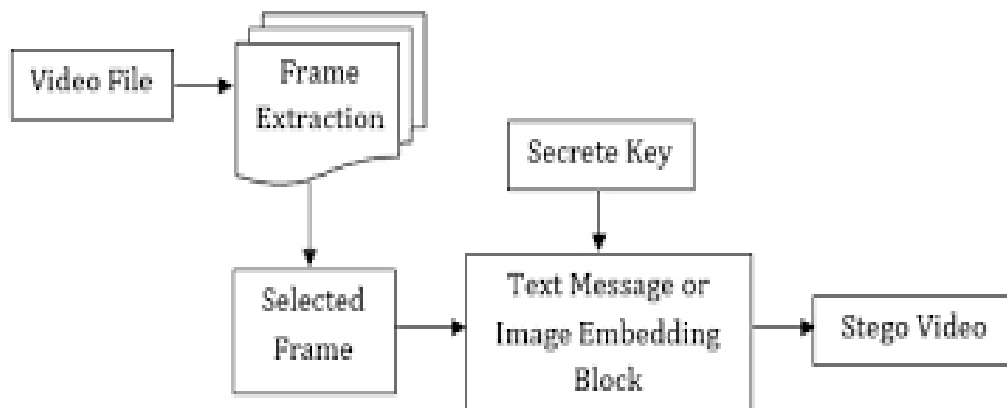 Video File
Frame
Extraction
Secrete Key
Selected
Frame
Text Message or
Image Embedding
Block
Stego Video